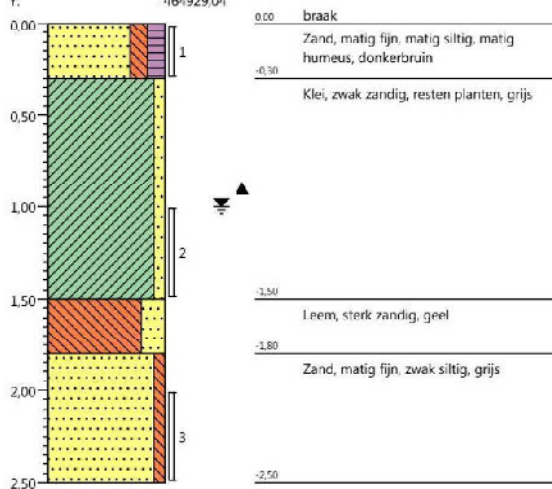 Y: 464929.04
0,00
0,50
1,00
1,50
2,00
2,50
1
2
3
0,00 braak
Zand, matig fijn, matig siltig, matig
humeus, donkerbruin
-0,30
Klei, zwak zandig, resten planten, grijs
-1,50
Leem, sterk zandig, geel
-1,80
Zand, matig fijn, zwak siltig, grijs
-2,50